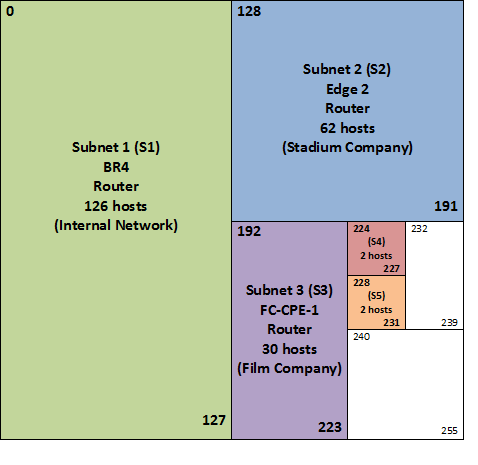 0
Subnet 1 (S1)
BR4
Router
126 hosts
(Internal Network)
127
128
Subnet 2 (S2)
Edge 2
Router
62 hosts
(Stadium Company)
191
192
Subnet 3 (S3)
FC-CPE-1
Router
30 hosts
(Film Company)
223
224
(S4)
2 hosts
227
228
(S5)
2 hosts
231
232
239
240
255